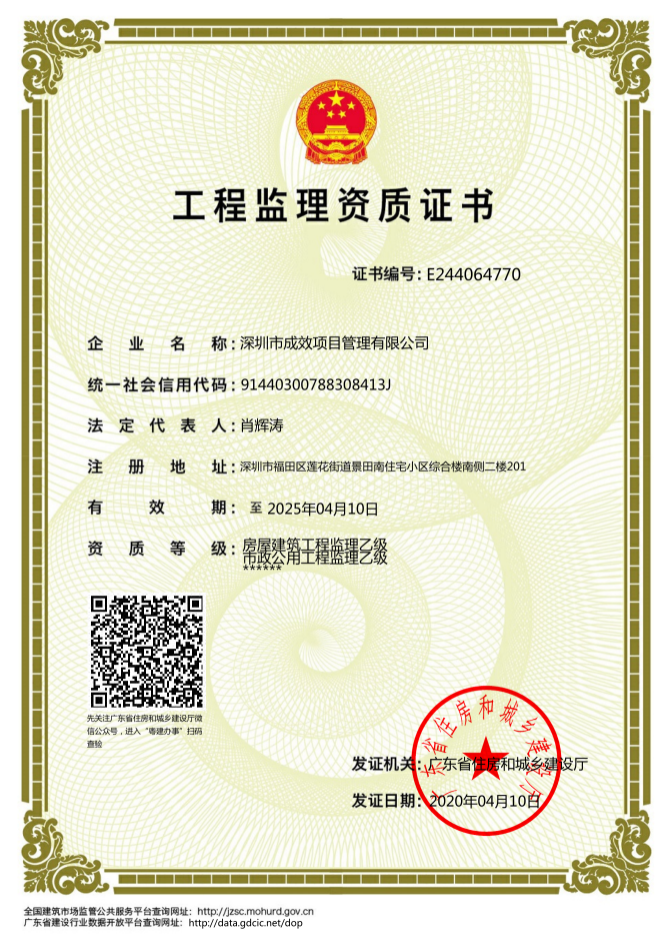 工程监理资质证书
证书编号: E244064770
企业名称: 深圳市成效项目管理有限公司
统一社会信用代码: 91440300788308413J
法定代表人: 肖辉涛
注册地址: 深圳市福田区莲花街道景田南住宅小区综合楼南侧二楼201
有效期: 至 2025年04月10日
资质等级: 房屋建筑工程监理乙级
市政公用工程监理乙级
******
先关注广东省住房和城乡建设厅微
信公众号，进入“粤建办事”扫码
查验
广东省住房和城乡建设厅
发证机关: 广东省住房和城乡建设厅
发证日期: 2020年04月10日
全国建筑市场监管公共服务平台查询网址: http://jzsc.mohurd.gov.cn
广东省建设行业数据开放平台查询网址: http://data.gdcic.net/dop